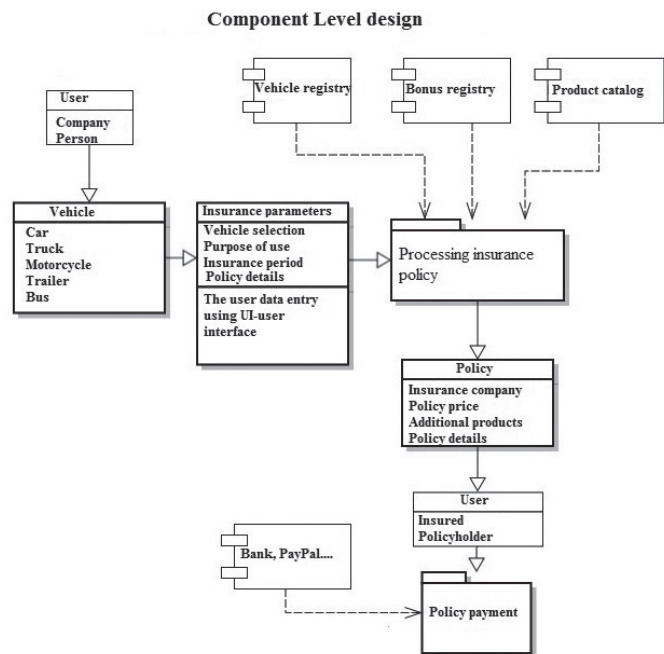 Component Level design
Vehicle registry
Bonus registry
Product catalog
User
Company
Person
Vehicle
Car
Truck
Motorcycle
Trailer
Bus
Insurance parameters
Vehicle selection
Purpose of use
Insurance period
Policy details
The user data entry
using UI-user
interface
Processing insurance
policy
Policy
Insurance company
Policy price
Additional products
Policy details
User
Insured
Policyholder
Bank, PayPal....
Policy payment